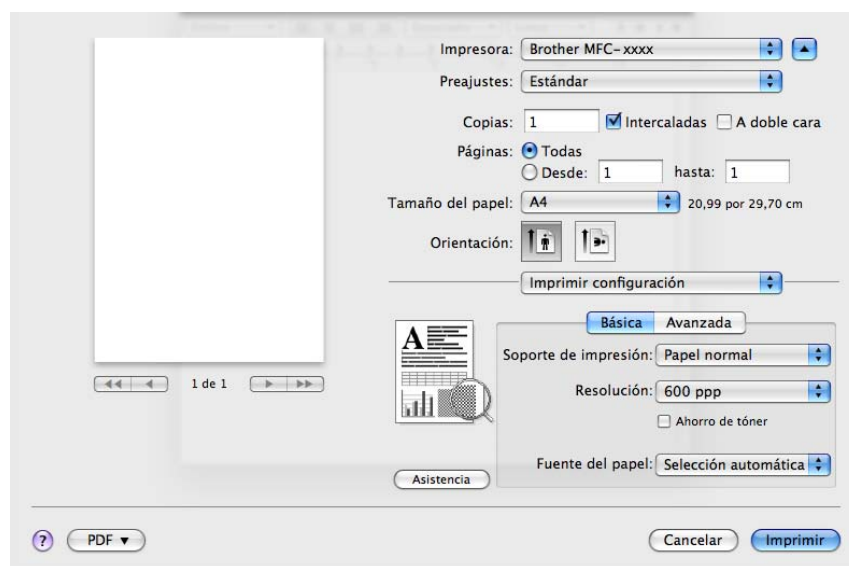 Impresora: Brother MFC- xxxx
Preajustes: Estándar
Copias: 1 Intercaladas A doble cara
Páginas: Todas
Desde: 1 hasta: 1
Tamaño del papel: A4 20,99 por 29,70 cm
Orientación:
Imprimir configuración
Básica Avanzada
A
Soporte de impresión: Papel normal
1 de 1
Resolución: 600 ppp
Ahorro de tóner
Fuente del papel: Selección automática
Asistencia
? PDF Cancelar Imprimir